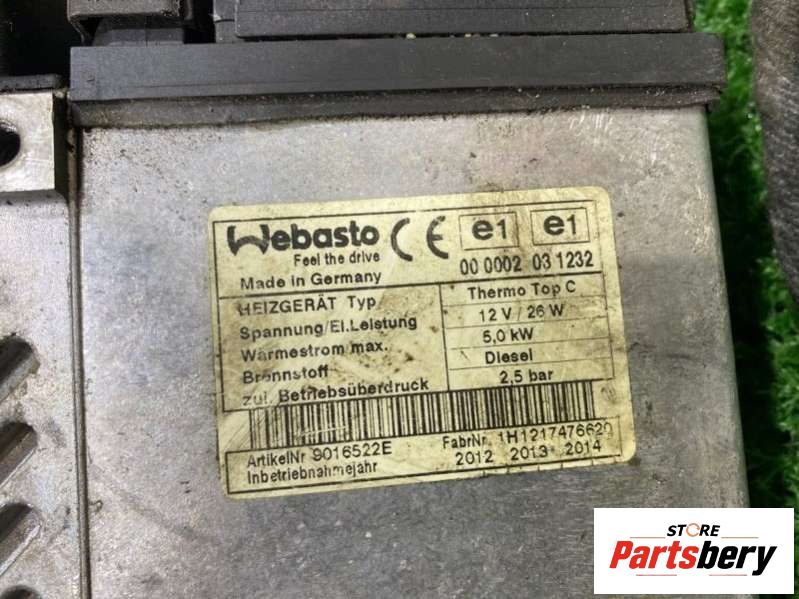 Webasto CE e1 e1
Feel the drive
00 0002 03 1232
Made in Germany
HEIZGERÄT Typ Thermo Top C
Spannung/El.Leistung 12 V / 26 W
Wärmestrom max. 5,0 kW
Brennstoff Diesel
zul. Betriebsüberdruck 2,5 bar
ArtikelNr 9016522E FabrNr. 1H1217476620
Inbetriebnahmejahr 2012 2013 2014
STORE
Partsbery